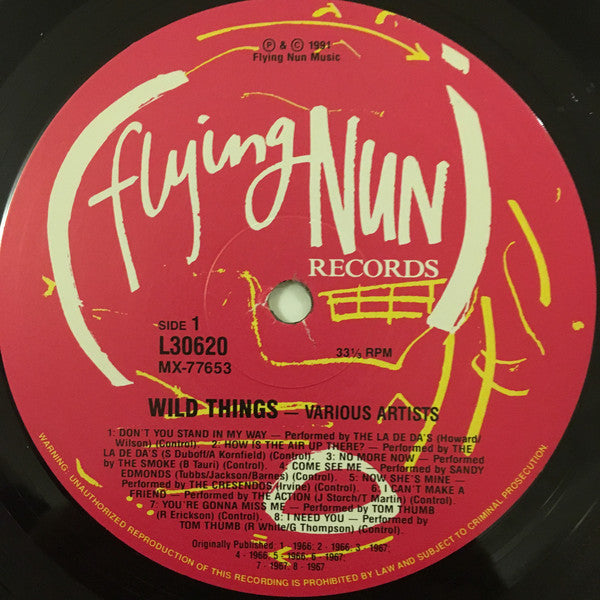 ℗ & © 1991
Flying Nun Music
(flying NUN)
RECORDS
SIDE 1
L30620
MX-77653
33⅓ RPM
WILD THINGS – VARIOUS ARTISTS
1: DON'T YOU STAND IN MY WAY – Performed by THE LA DE DA'S (Howard/
Wilson) (Control). 2: HOW IS THE AIR UP THERE? – Performed by THE
LA DE DA'S (S Duboff/A Kornfield) (Control). 3: NO MORE NOW – Performed
by THE SMOKE (B Tauri) (Control). 4: COME SEE ME – Performed by SANDY
EDMONDS (Tubbs/Jackson/Barnes) (Control). 5: NOW SHE'S MINE –
Performed by THE CRESENDOS (Irvine) (Control). 6: I CAN'T MAKE A
FRIEND – Performed by THE ACTION (J Storch/T Martin) (Control).
7: YOU'RE GONNA MISS ME – Performed by TOM THUMB
(R Erickson) (Control). 8: I NEED YOU – Performed by
TOM THUMB (R White/G Thompson) (Control).
Originally Published: 1 - 1966: 2 - 1966: 3 - 1967:
4 - 1966: 5 - 1966: 6 - 1967:
7 - 1967: 8 - 1967
WARNING: UNAUTHORIZED REPRODUCTION OF THIS RECORDING IS PROHIBITED BY LAW AND SUBJECT TO CRIMINAL PROSECUTION.